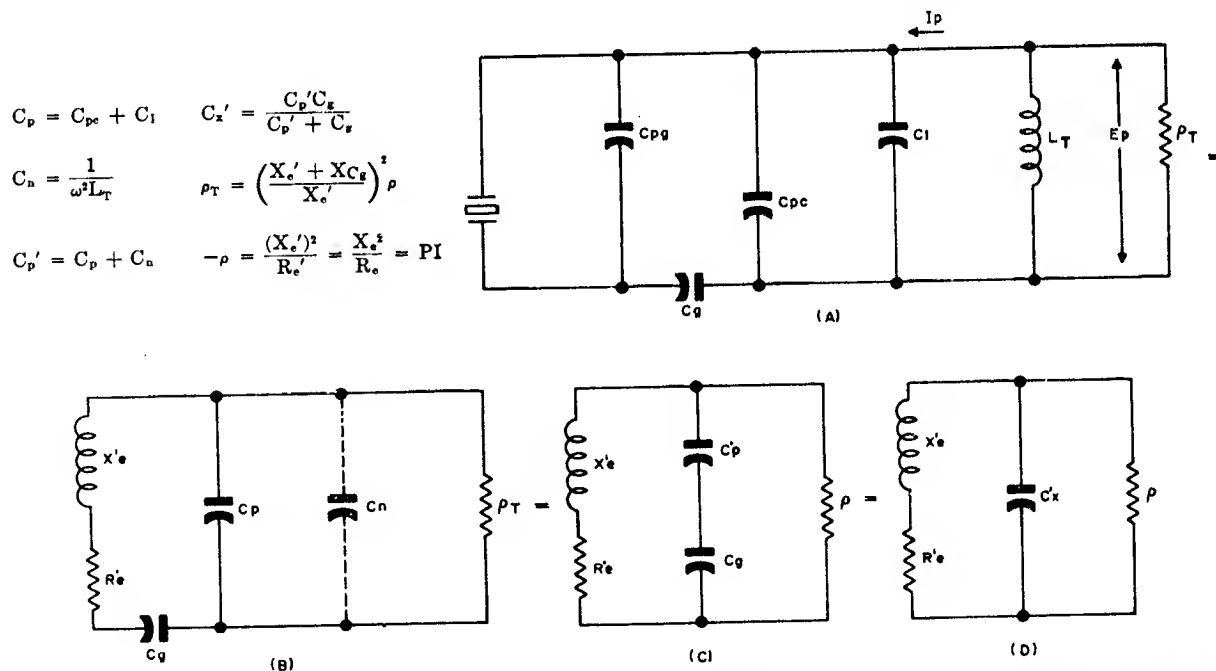 C_p = C_pc + C_1    C_x' = C_p'C_g / (C_p' + C_g)
C_n = 1 / (ω²L_T)    ρ_T = ((X_e' + X_Cg) / X_e')² ρ
C_p' = C_p + C_n    -ρ = (X_e')² / R_e' = X_e² / R_e = PI
Ip
Cpg
Cpc
C1
LT
Ep
ρT =
Cg
(A)
X'e
R'e
Cg
Cp
Cn
ρT =
(B)
X'e
R'e
C'p
Cg
ρ =
(C)
X'e
R'e
C'x
ρ
(D)